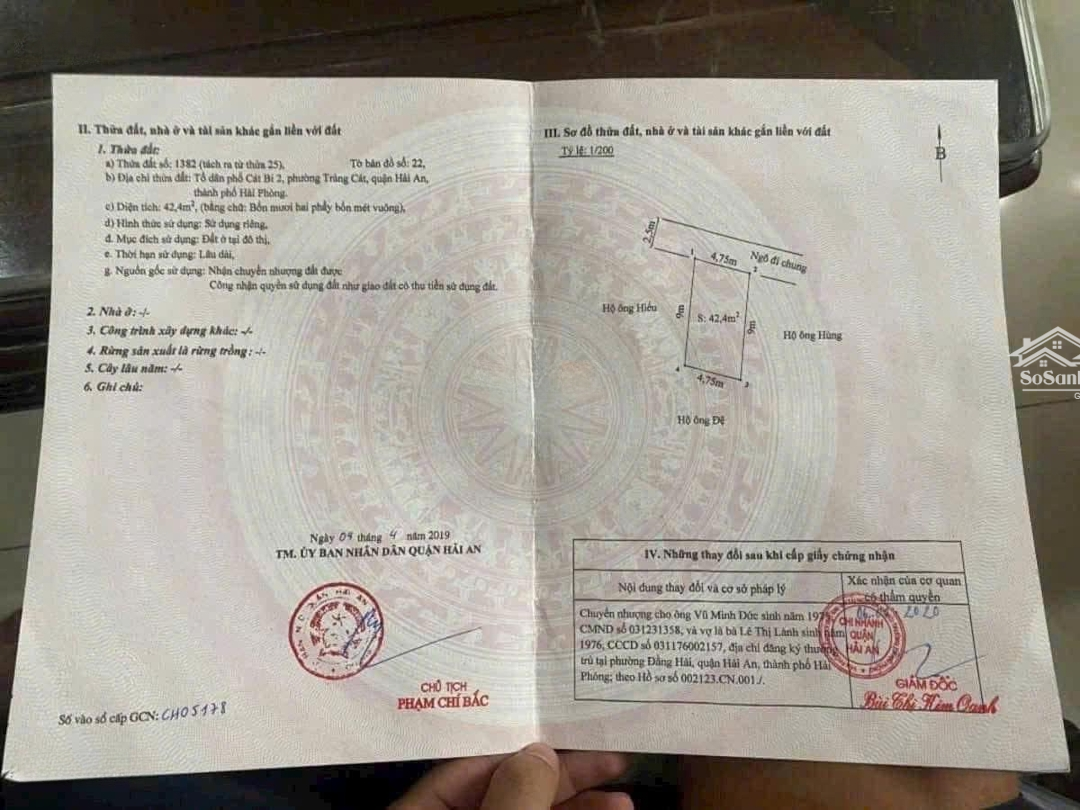 II. Thửa đất, nhà ở và tài sản khác gắn liền với đất
1. Thửa đất:
a) Thửa đất số: 1382 (tách ra từ thửa 25), Tờ bản đồ số: 22,
b) Địa chỉ thửa đất: Tổ dân phố Cát Bi 2, phường Tràng Cát, quận Hải An,
thành phố Hải Phòng.
c) Diện tích: 42,4m², (bằng chữ: Bốn mươi hai phẩy bốn mét vuông),
d) Hình thức sử dụng: Sử dụng riêng,
đ. Mục đích sử dụng: Đất ở tại đô thị,
e. Thời hạn sử dụng: Lâu dài,
g. Nguồn gốc sử dụng: Nhận chuyển nhượng đất được
Công nhận quyền sử dụng đất như giao đất có thu tiền sử dụng đất.
2. Nhà ở: -/-
3. Công trình xây dựng khác: -/-
4. Rừng sản xuất là rừng trồng: -/-
5. Cây lâu năm: -/-
6. Ghi chú:
Ngày 09 tháng 4 năm 2019
TM. ỦY BAN NHÂN DÂN QUẬN HẢI AN
CHỦ TỊCH
PHẠM CHÍ BẮC
Số vào sổ cấp GCN: CH05178
III. Sơ đồ thửa đất, nhà ở và tài sản khác gắn liền với đất
Tỷ lệ: 1/200
B
2,5m
Ngõ đi chung
1
4,75m
2
Hộ ông Hiếu
9m
S: 42,4m²
9m
Hộ ông Hùng
4
4,75m
3
Hộ ông Đệ
IV. Những thay đổi sau khi cấp giấy chứng nhận
Nội dung thay đổi và cơ sở pháp lý
Xác nhận của cơ quan
có thẩm quyền
Chuyển nhượng cho ông Vũ Minh Đức sinh năm
CMND số 031231358, và vợ là bà Lê Thị Lành sinh năm
1976, CCCD số 031176002157, địa chỉ đăng ký thường
trú tại phường Đằng Hải, quận Hải An, thành phố Hải
Phòng; theo Hồ sơ số 002123.CN.001./.
2020
CHI NHÁNH
QUẬN
HẢI AN
GIÁM ĐỐC
Bùi Thị Kim Oanh
SoSan